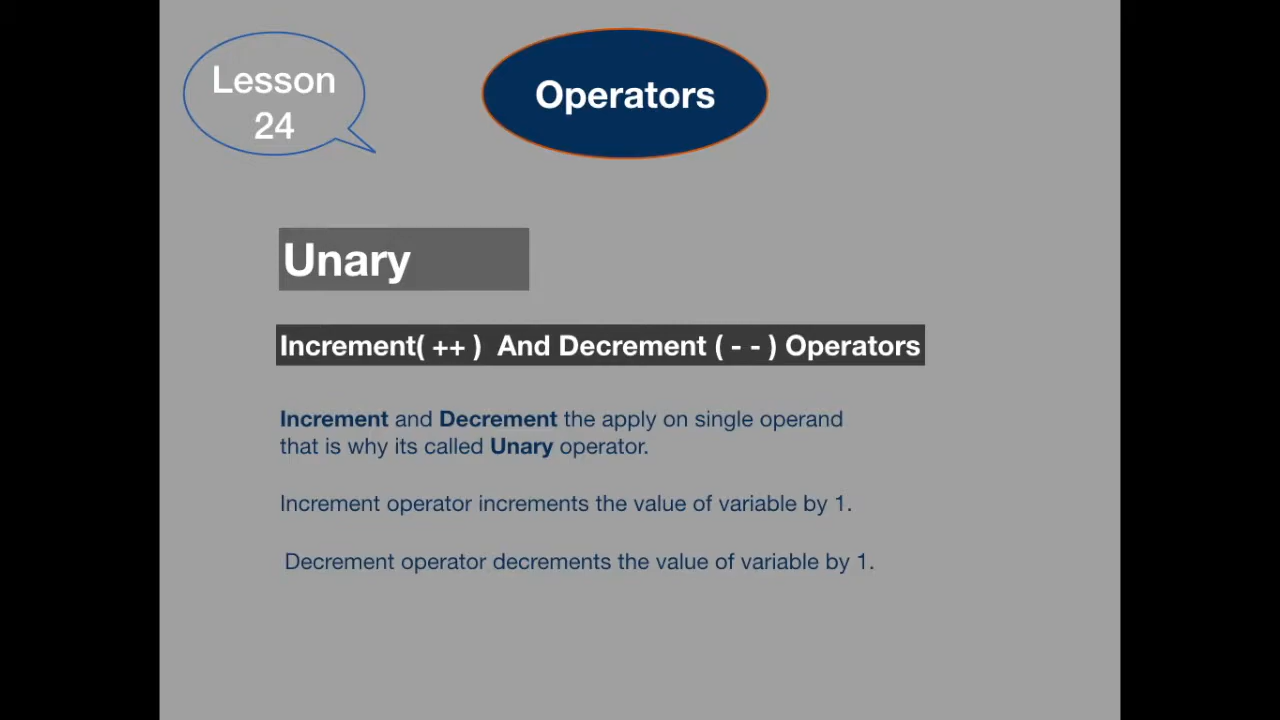 Lesson
24
Operators
Unary
Increment( ++ )  And Decrement ( - - ) Operators
Increment and Decrement the apply on single operand
that is why its called Unary operator.
Increment operator increments the value of variable by 1.
Decrement operator decrements the value of variable by 1.